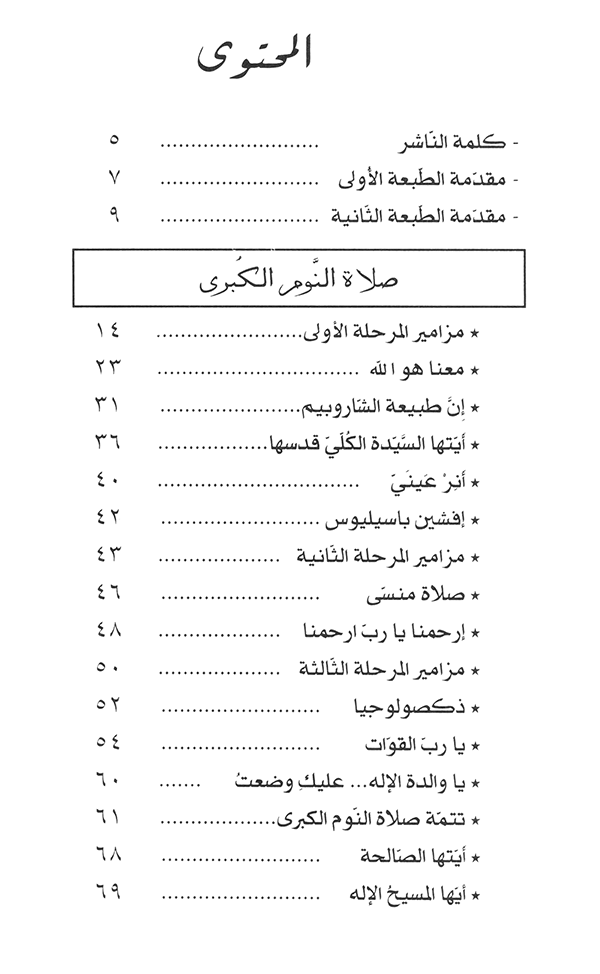 المحتوى
- كلمة النّاشر .......................... ٥
- مقدّمة الطّبعة الأولى .......................... ٧
- مقدّمة الطّبعة الثّانية .......................... ٩
صلاة النَّوم الكُبرى
* مزامير المرحلة الأولى........................ ١٤
* معنا هو الله ................................. ٢٣
* إنَّ طبيعة الشّاروبيم....................... ٣١
* أيّتها السَّيّدة الكُلّيّ قدسها.................. ٣٦
* أنِرْ عَينَيّ ............................. ٤٠
* إفشين باسيليوس .......................... ٤٢
* مزامير المرحلة الثّانية .................... ٤٣
* صلاة منسّى .......................... ٤٦
* إرحمنا يا ربّ ارحمنا .................... ٤٨
* مزامير المرحلة الثّالثة .................... ٥٠
* ذكصولوجيا .......................... ٥٢
* يا ربّ القوّات .......................... ٥٤
* يا والدة الإله... عليكِ وضعتُ ....... ٦٠
* تتمّة صلاة النّوم الكبرى................... ٦١
* أيّتها الصّالحة .......................... ٦٨
* أيّها المسيحُ الإله .......................... ٦٩